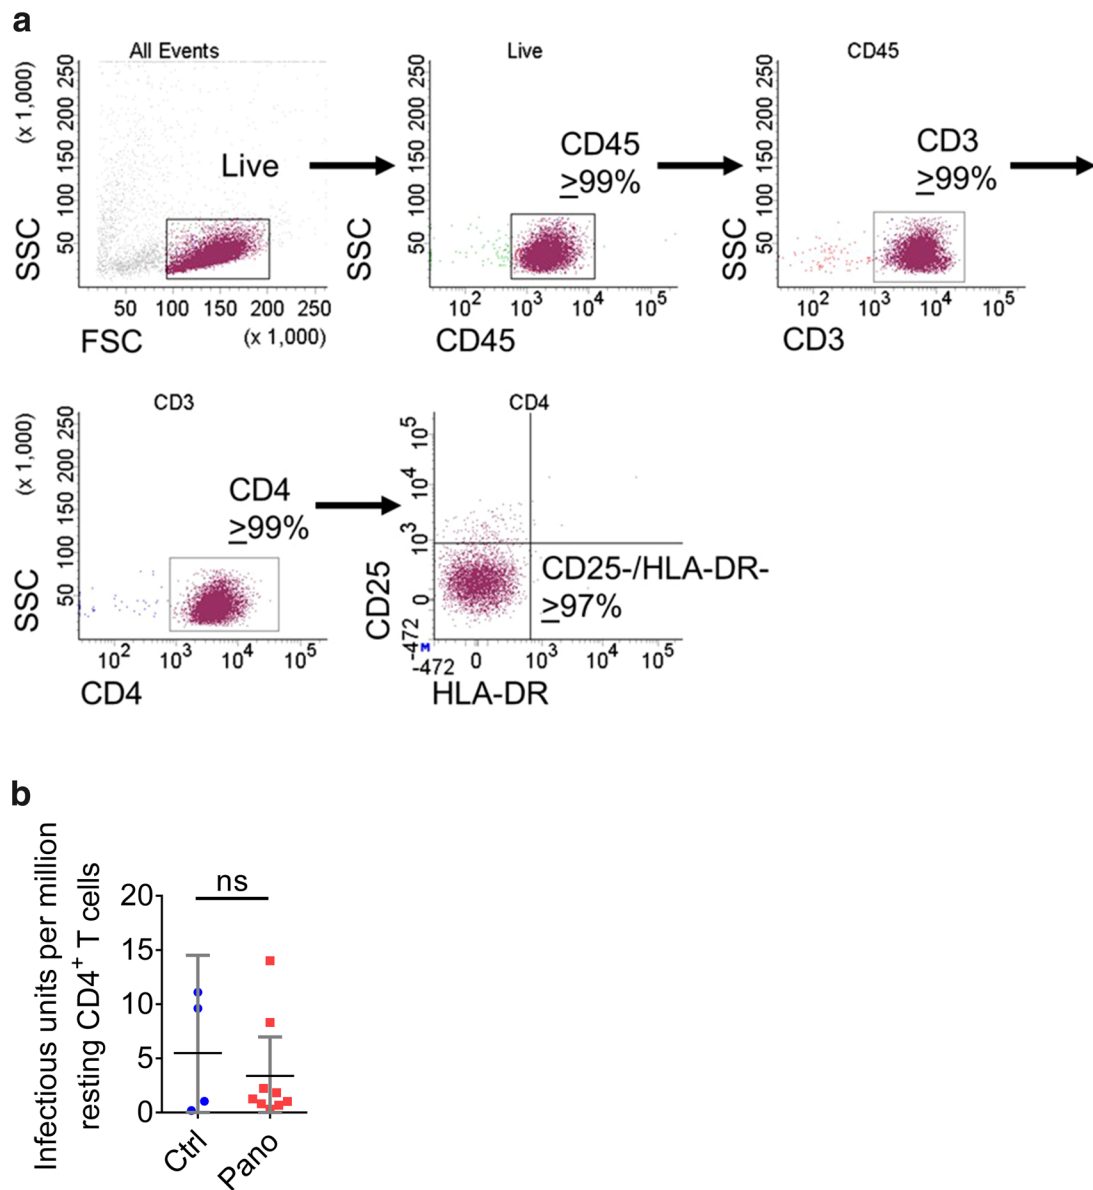 a
All Events
(x 1,000)
250
200
150
100
50
SSC
Live
50 100 150 200 250
FSC
(x 1,000)
Live
250
200
150
100
50
SSC
CD45
≥99%
10² 10³ 10⁴ 10⁵
CD45
CD45
250
200
150
100
50
SSC
CD3
≥99%
10² 10³ 10⁴ 10⁵
CD3
CD3
(x 1,000)
250
200
150
100
50
SSC
CD4
≥99%
10² 10³ 10⁴ 10⁵
CD4
CD4
10⁵
10⁴
10³
0
-472
CD25
CD25-/HLA-DR-
≥97%
-472 0 10³ 10⁴ 10⁵
HLA-DR
b
Infectious units per million
resting CD4⁺ T cells
ns
20
15
10
5
0
Ctrl
Pano